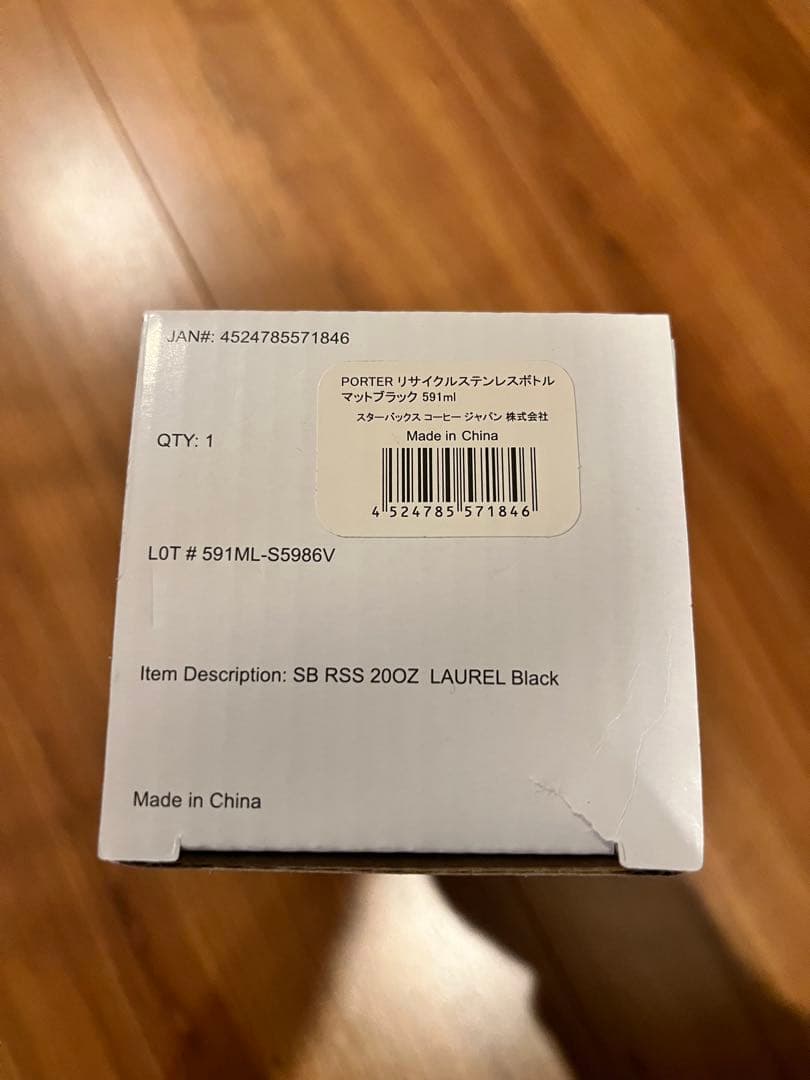 JAN#: 4524785571846
PORTER リサイクルステンレスボトル
マットブラック 591ml
スターバックス コーヒー ジャパン 株式会社
Made in China
4 524785 571846
QTY: 1
L0T # 591ML-S5986V
Item Description: SB RSS 20OZ LAUREL Black
Made in China